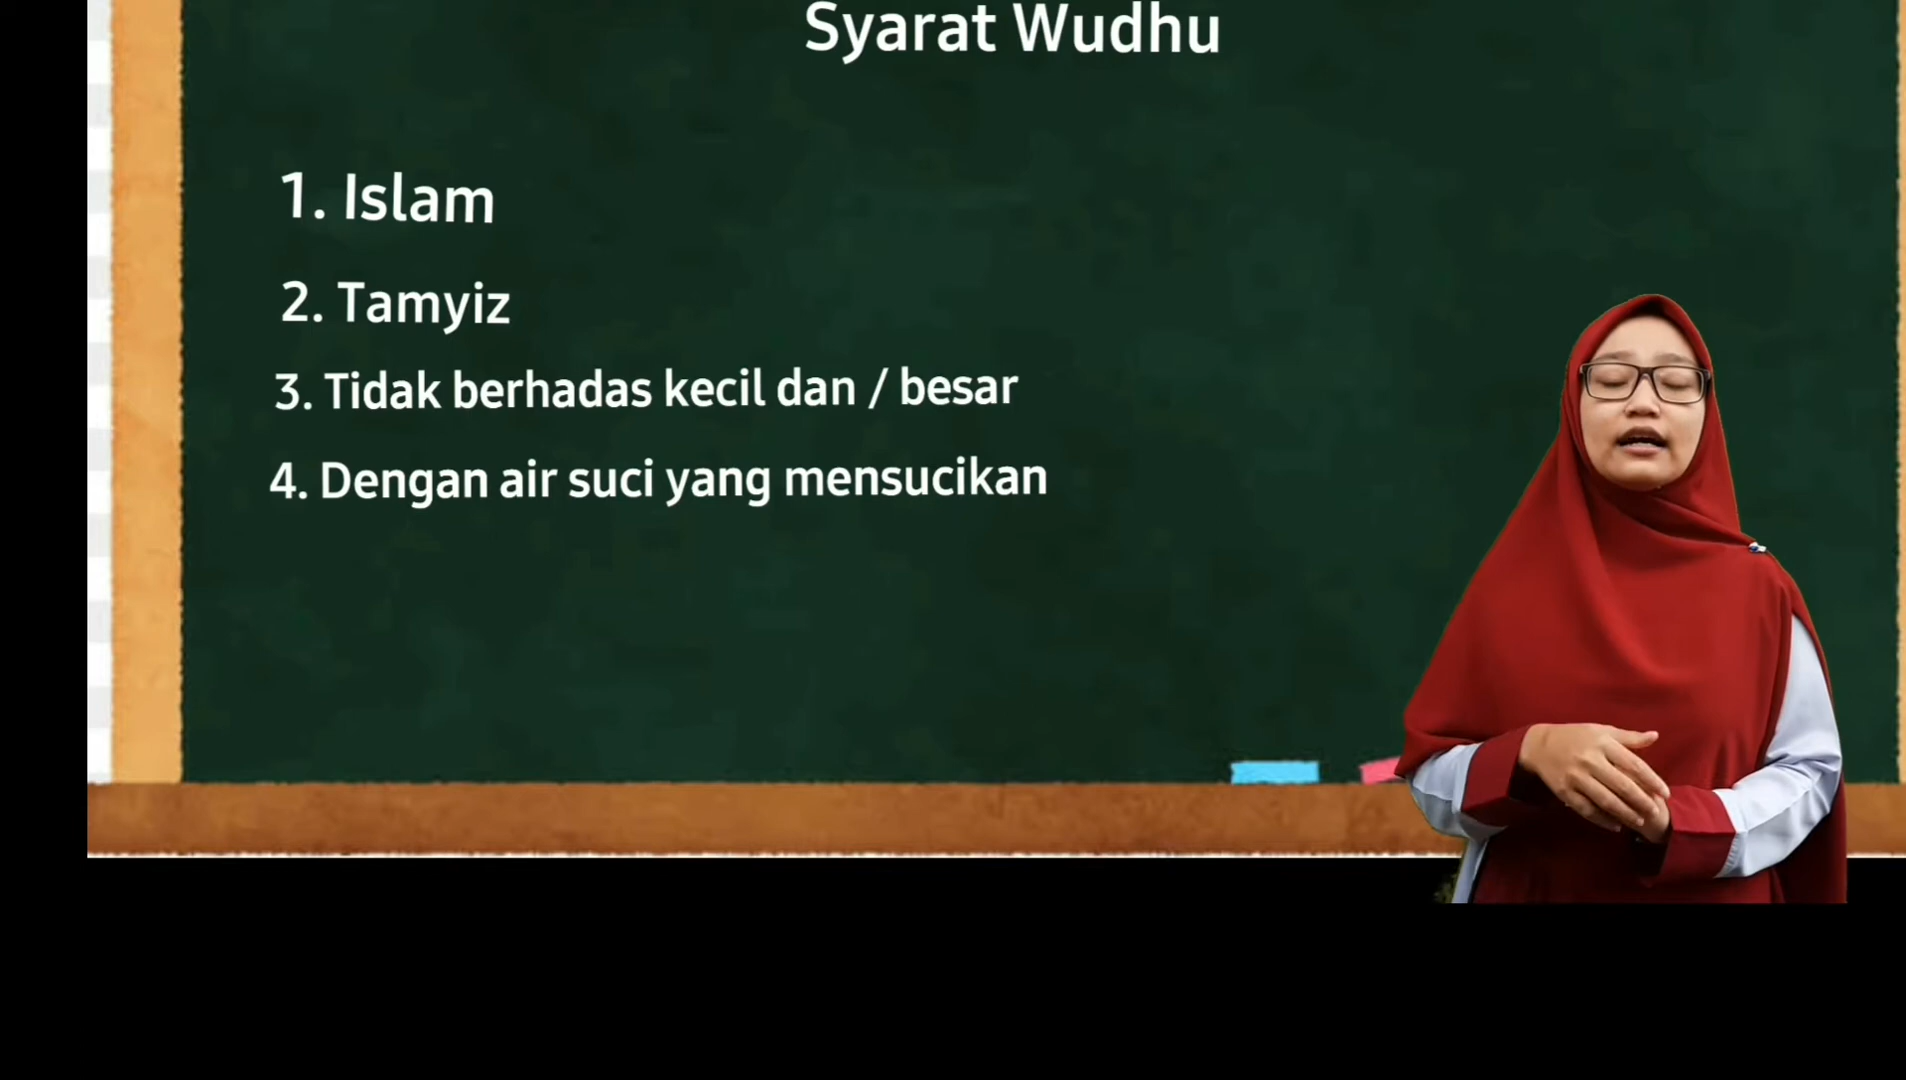 Syarat Wudhu
1. Islam
2. Tamyiz
3. Tidak berhadas kecil dan / besar
4. Dengan air suci yang mensucikan